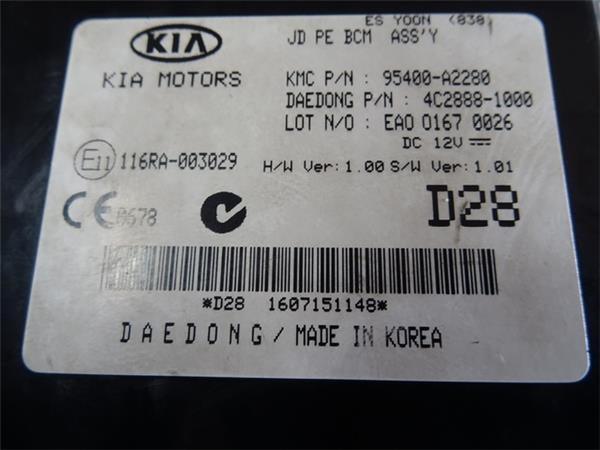 ES YOON (838)
KIA
JD PE BCM ASS'Y
KIA MOTORS
KMC P/N : 95400-A2280
DAEDONG P/N : 4C2888-1000
LOT N/O : EAO 0167 0026
DC 12V
E11 116RA-003029
H/W Ver: 1.00 S/W Ver: 1.01
CE 0678
D28
*D28 1607151148*
DAEDONG / MADE IN KOREA